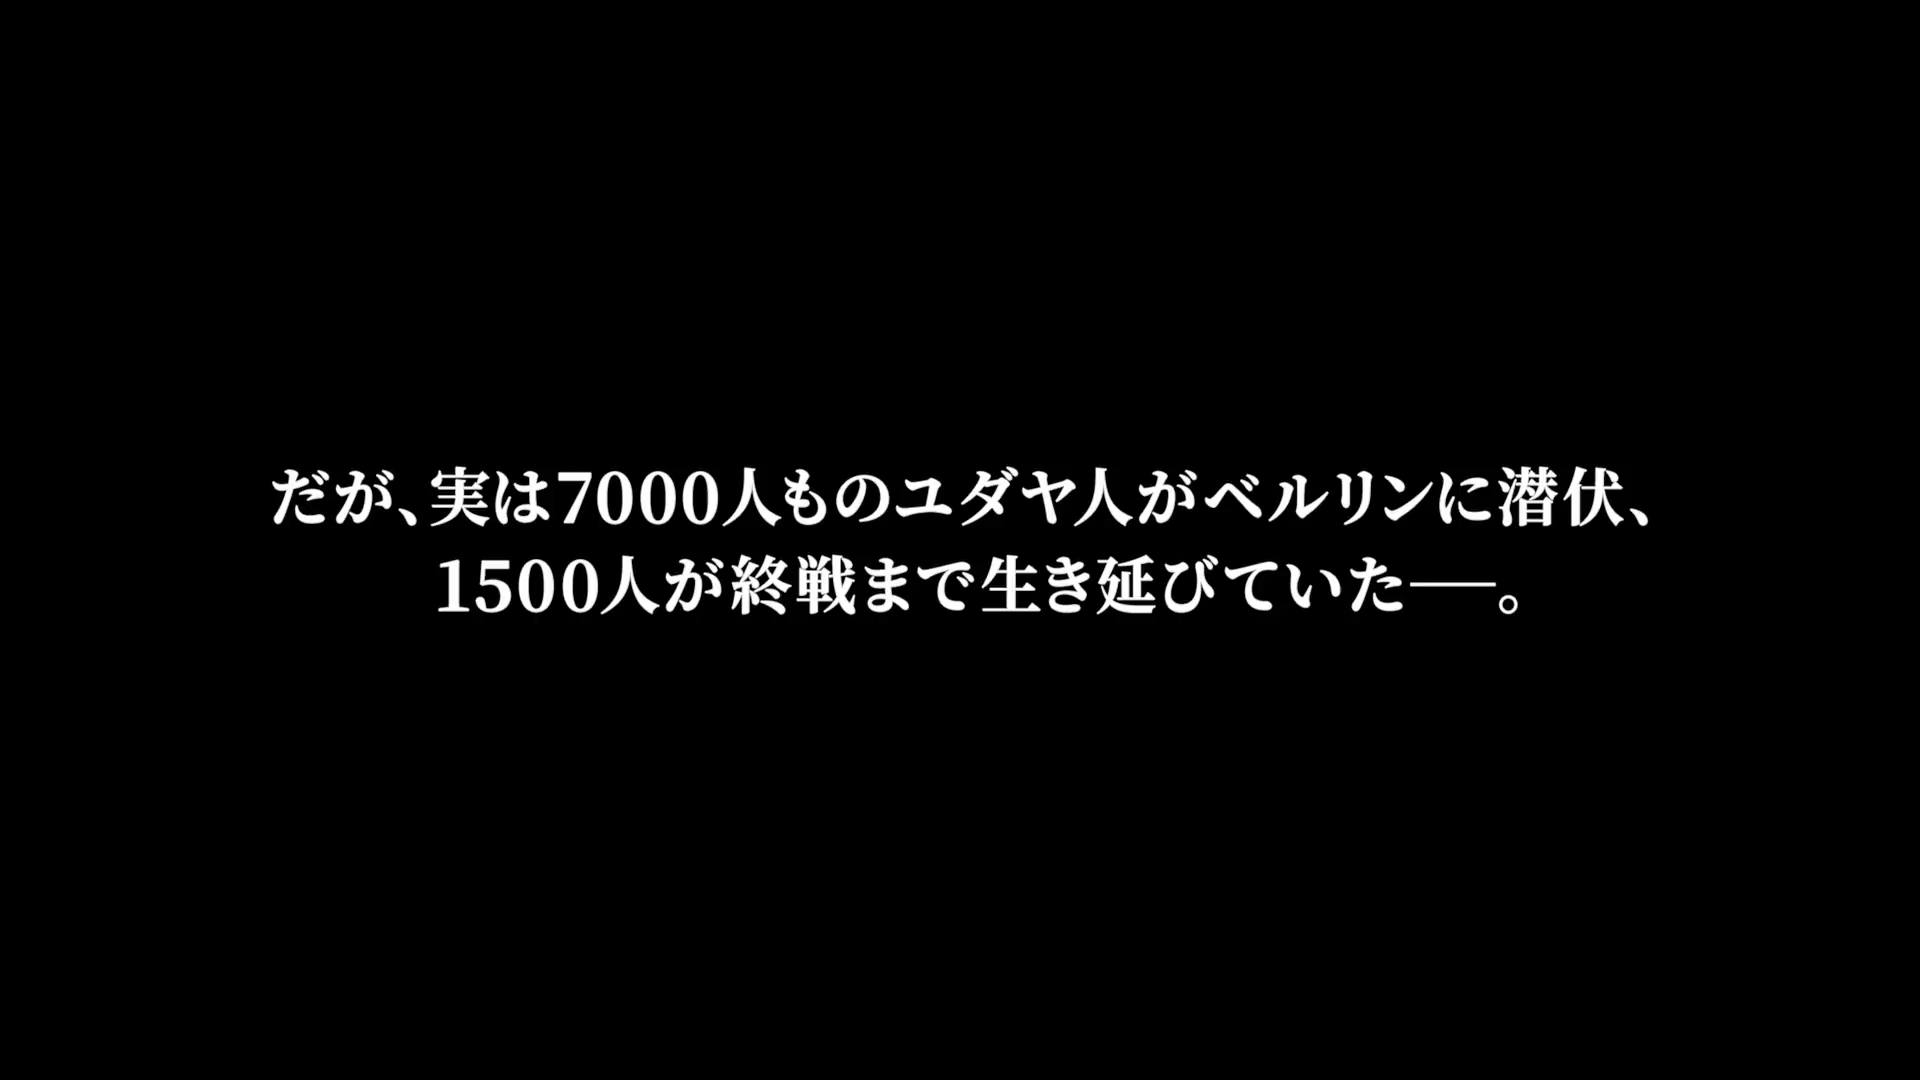 だが、実は7000人ものユダヤ人がベルリンに潜伏、
1500人が終戦まで生き延びていた──。